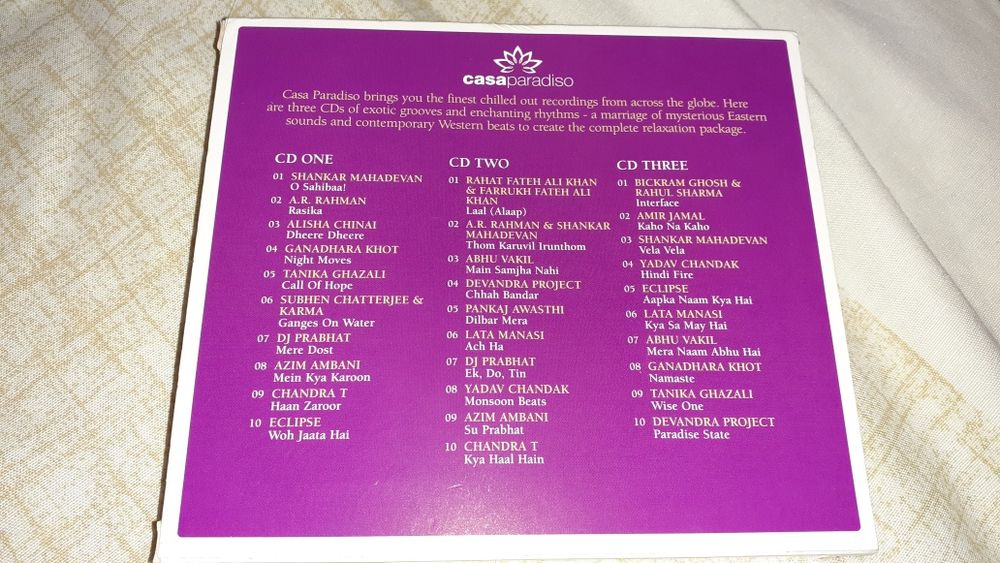 casaparadiso
Casa Paradiso brings you the finest chilled out recordings from across the globe. Here
are three CDs of exotic grooves and enchanting rhythms - a marriage of mysterious Eastern
sounds and contemporary Western beats to create the complete relaxation package.
CD ONE
01 SHANKAR MAHADEVAN
O Sahibaa!
02 A.R. RAHMAN
Rasika
03 ALISHA CHINAI
Dheere Dheere
04 GANADHARA KHOT
Night Moves
05 TANIKA GHAZALI
Call Of Hope
06 SUBHEN CHATTERJEE &
KARMA
Ganges On Water
07 DJ PRABHAT
Mere Dost
08 AZIM AMBANI
Mein Kya Karoon
09 CHANDRA T
Haan Zaroor
10 ECLIPSE
Woh Jaata Hai
CD TWO
01 RAHAT FATEH ALI KHAN
& FARRUKH FATEH ALI
KHAN
Laal (Alaap)
02 A.R. RAHMAN & SHANKAR
MAHADEVAN
Thom Karuvil Irunthom
03 ABHU VAKIL
Main Samjha Nahi
04 DEVANDRA PROJECT
Chhah Bandar
05 PANKAJ AWASTHI
Dilbar Mera
06 LATA MANASI
Ach Ha
07 DJ PRABHAT
Ek, Do, Tin
08 YADAV CHANDAK
Monsoon Beats
09 AZIM AMBANI
Su Prabhat
10 CHANDRA T
Kya Haal Hain
CD THREE
01 BICKRAM GHOSH &
RAHUL SHARMA
Interface
02 AMIR JAMAL
Kaho Na Kaho
03 SHANKAR MAHADEVAN
Vela Vela
04 YADAV CHANDAK
Hindi Fire
05 ECLIPSE
Aapka Naam Kya Hai
06 LATA MANASI
Kya Sa May Hai
07 ABHU VAKIL
Mera Naam Abhu Hai
08 GANADHARA KHOT
Namaste
09 TANIKA GHAZALI
Wise One
10 DEVANDRA PROJECT
Paradise State